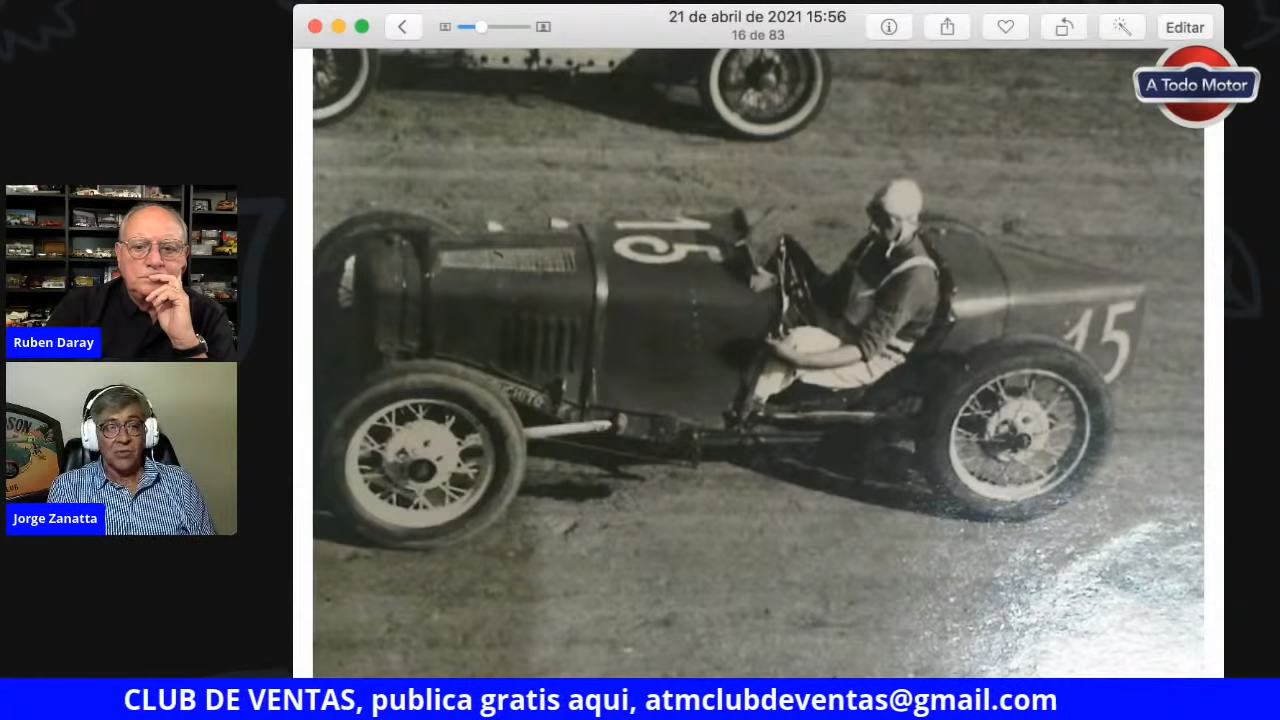 21 de abril de 2021 15:56
16 de 83
Editar
A Todo Motor
15
15
Ruben Daray
SON
Jorge Zanatta
CLUB DE VENTAS, publica gratis aqui, atmclubdeventas@gmail.com